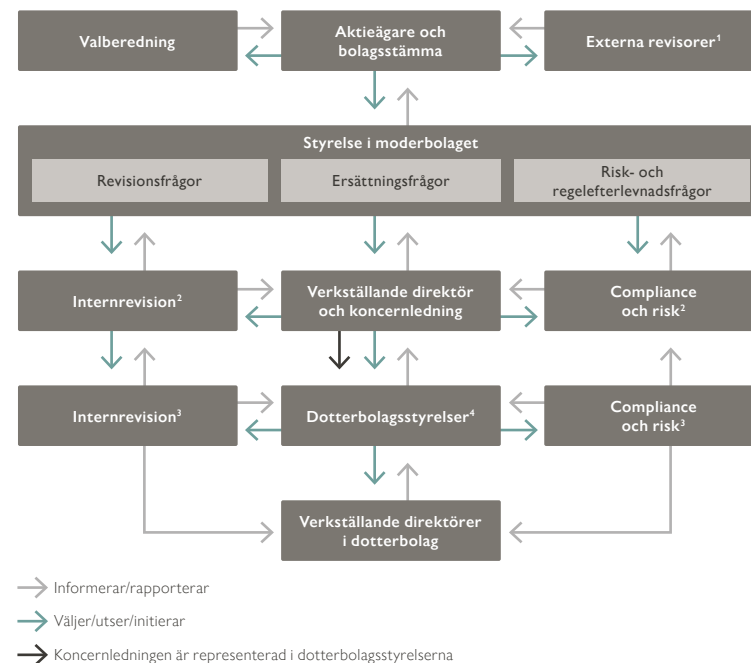 Valberedning
Aktieägare och
bolagsstämma
Externa revisorer¹
Styrelse i moderbolaget
Revisionsfrågor
Ersättningsfrågor
Risk- och
regelefterlevnadsfrågor
Internrevision²
Verkställande direktör
och koncernledning
Compliance
och risk²
Internrevision³
Dotterbolagsstyrelser⁴
Compliance
och risk³
Verkställande direktörer
i dotterbolag
Informerar/rapporterar
Väljer/utser/initierar
Koncernledningen är representerad i dotterbolagsstyrelserna